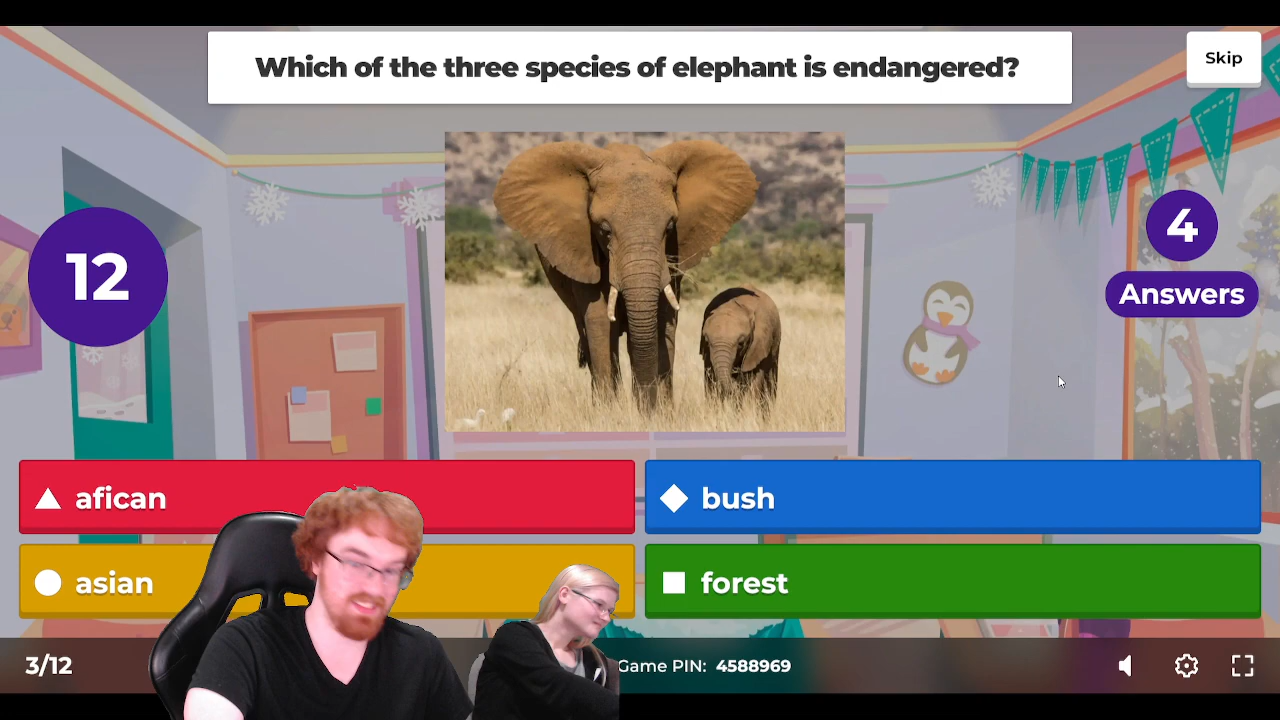 Which of the three species of elephant is endangered?
Skip
12
4
Answers
afican
bush
asian
forest
3/12
Game PIN: 4588969